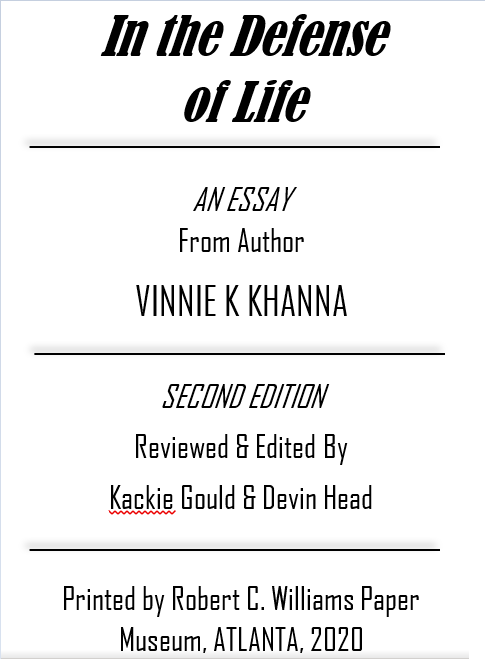 In the Defense
of Life
AN ESSAY
From Author
VINNIE K KHANNA
SECOND EDITION
Reviewed & Edited By
Kackie Gould & Devin Head
Printed by Robert C. Williams Paper
Museum, ATLANTA, 2020